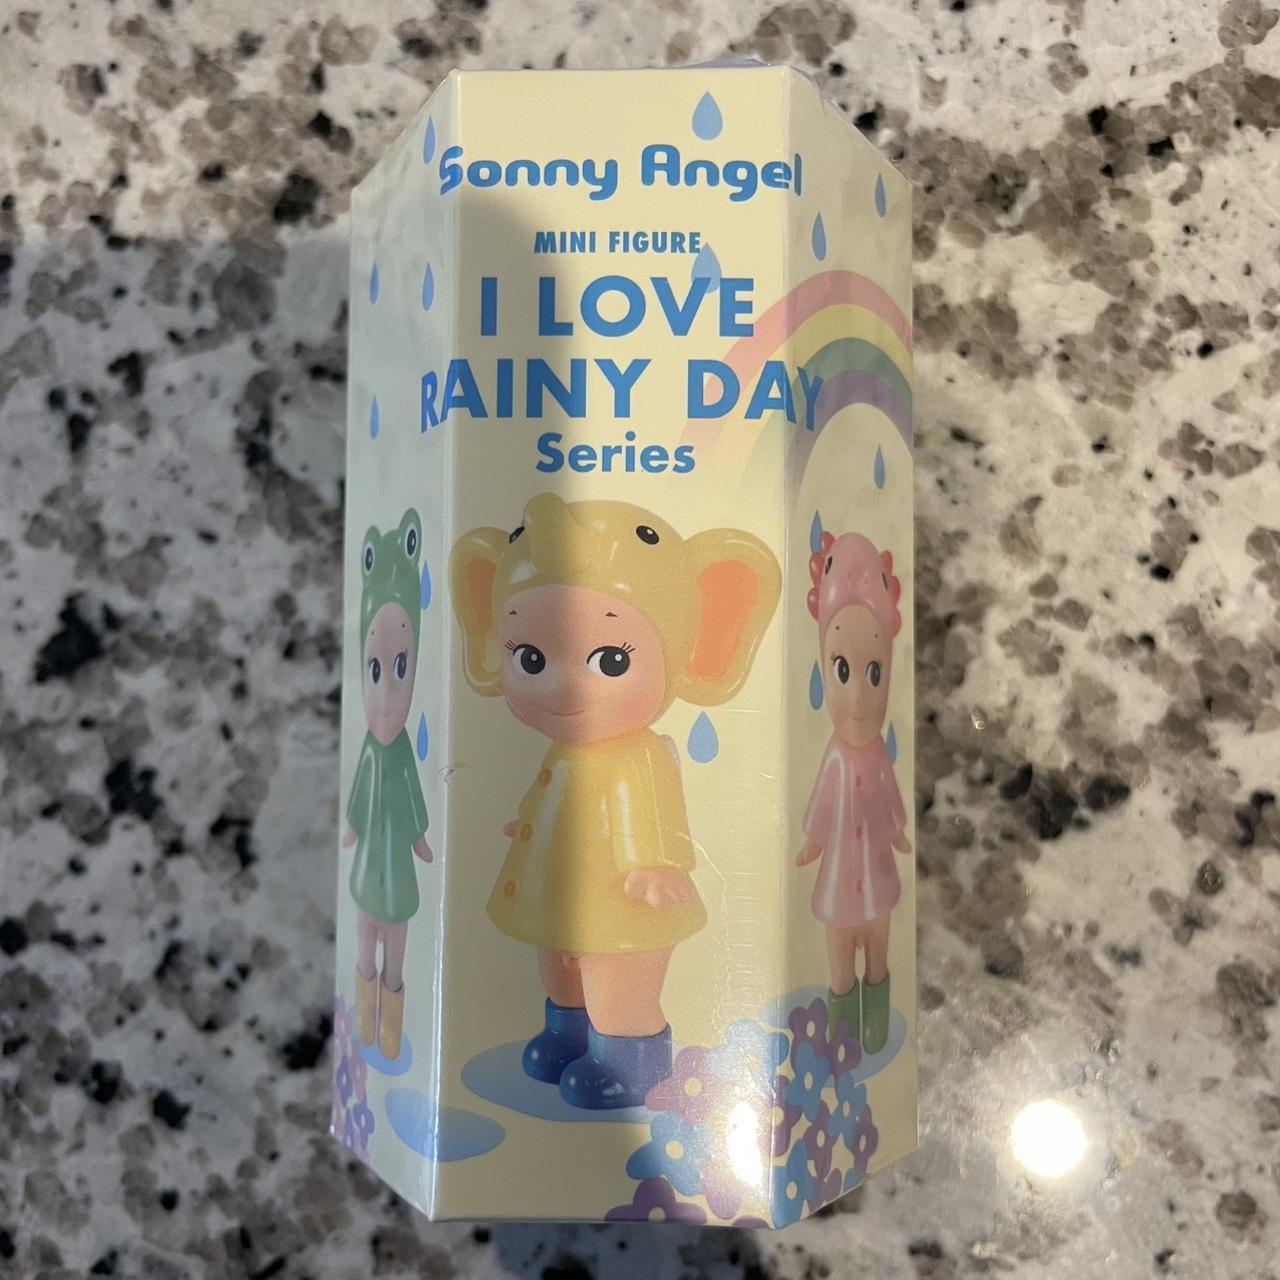 Sonny Angel
MINI FIGURE
I LOVE
RAINY DAY
Series